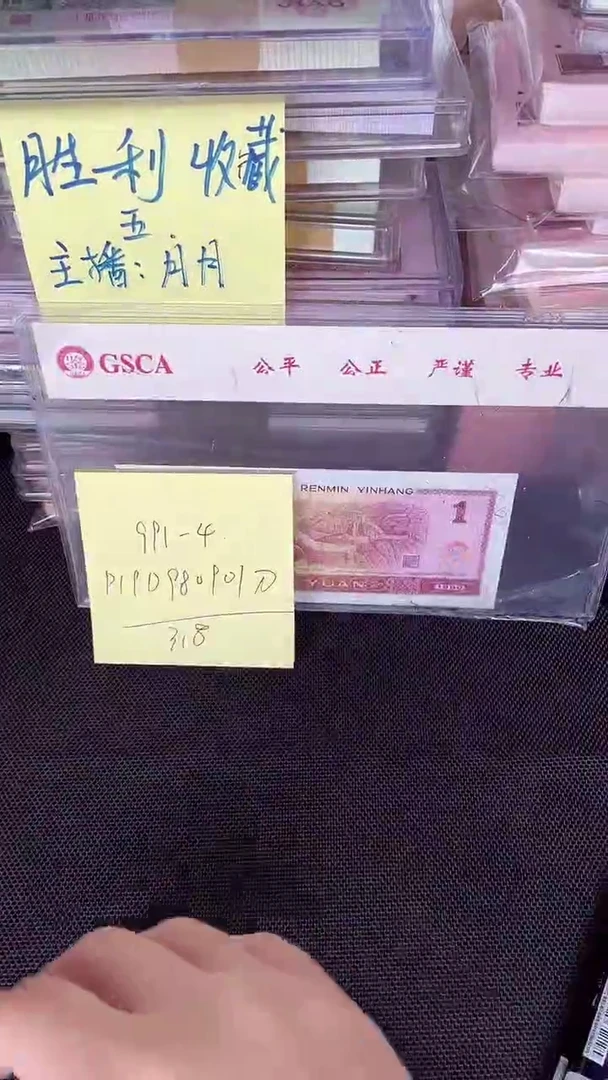 胜利收藏
五.
主播：月月
GSCA 公平 公正 严谨 专业
RENMIN YINHANG
1
YUAN
1990
991-4
318